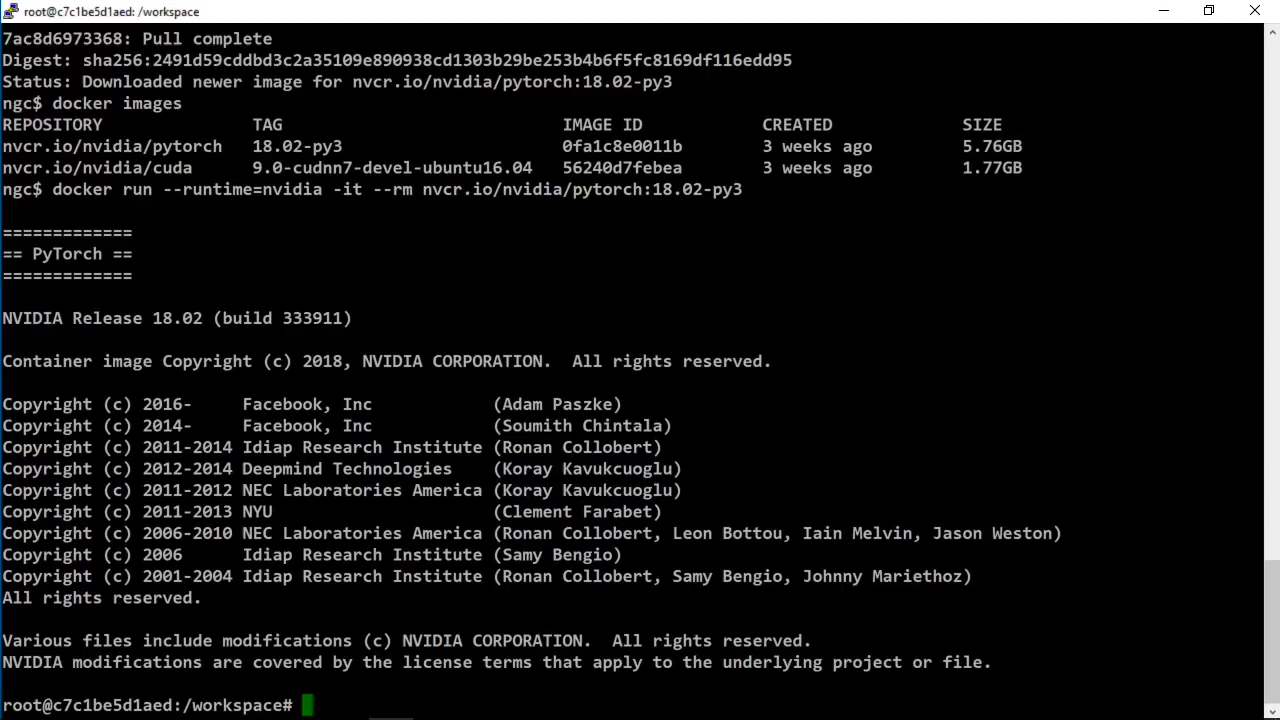 root@c7c1be5d1aed: /workspace
7ac8d6973368: Pull complete
Digest: sha256:2491d59cddbd3c2a35109e890938cd1303b29be253b4b6f5fc8169df116edd95
Status: Downloaded newer image for nvcr.io/nvidia/pytorch:18.02-py3
ngc$ docker images
REPOSITORY               TAG                            IMAGE ID            CREATED             SIZE
nvcr.io/nvidia/pytorch   18.02-py3                      0fa1c8e0011b        3 weeks ago         5.76GB
nvcr.io/nvidia/cuda      9.0-cudnn7-devel-ubuntu16.04   56240d7febea        3 weeks ago         1.77GB
ngc$ docker run --runtime=nvidia -it --rm nvcr.io/nvidia/pytorch:18.02-py3
=============
== PyTorch ==
=============
NVIDIA Release 18.02 (build 333911)
Container image Copyright (c) 2018, NVIDIA CORPORATION.  All rights reserved.
Copyright (c) 2016-     Facebook, Inc            (Adam Paszke)
Copyright (c) 2014-     Facebook, Inc            (Soumith Chintala)
Copyright (c) 2011-2014 Idiap Research Institute (Ronan Collobert)
Copyright (c) 2012-2014 Deepmind Technologies    (Koray Kavukcuoglu)
Copyright (c) 2011-2012 NEC Laboratories America (Koray Kavukcuoglu)
Copyright (c) 2011-2013 NYU                      (Clement Farabet)
Copyright (c) 2006-2010 NEC Laboratories America (Ronan Collobert, Leon Bottou, Iain Melvin, Jason Weston)
Copyright (c) 2006      Idiap Research Institute (Samy Bengio)
Copyright (c) 2001-2004 Idiap Research Institute (Ronan Collobert, Samy Bengio, Johnny Mariethoz)
All rights reserved.
Various files include modifications (c) NVIDIA CORPORATION.  All rights reserved.
NVIDIA modifications are covered by the license terms that apply to the underlying project or file.
root@c7c1be5d1aed:/workspace#